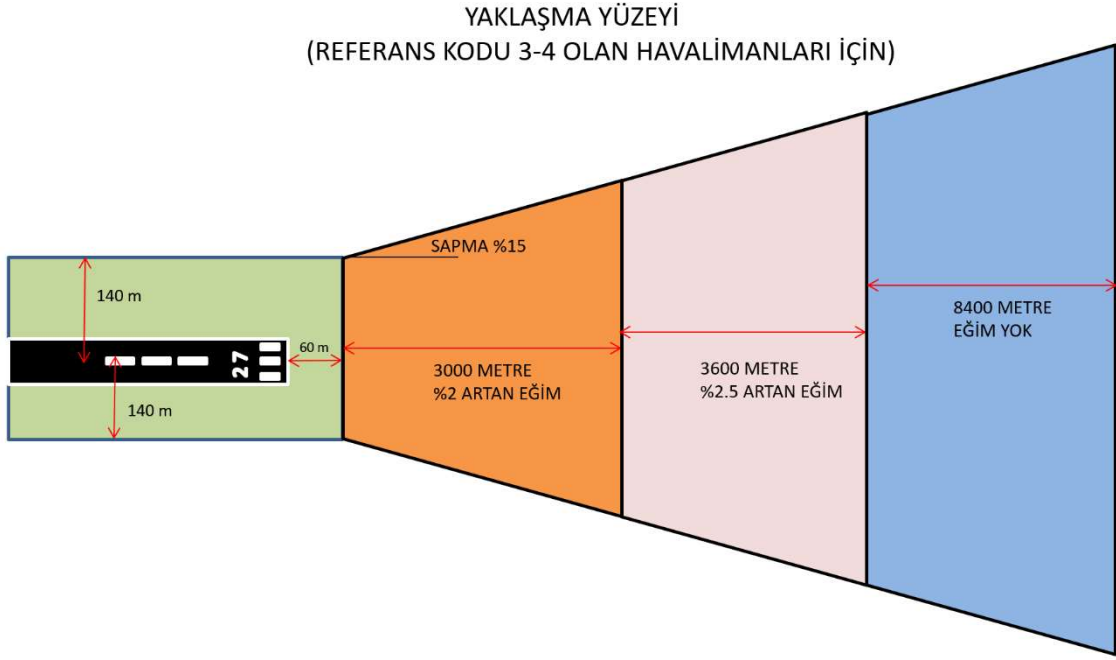 YAKLAŞMA YÜZEYİ
(REFERANS KODU 3-4 OLAN HAVALİMANLARI İÇİN)
SAPMA %15
140 m
60 m
27
140 m
3000 METRE
%2 ARTAN EĞİM
3600 METRE
%2.5 ARTAN EĞİM
8400 METRE
EĞİM YOK